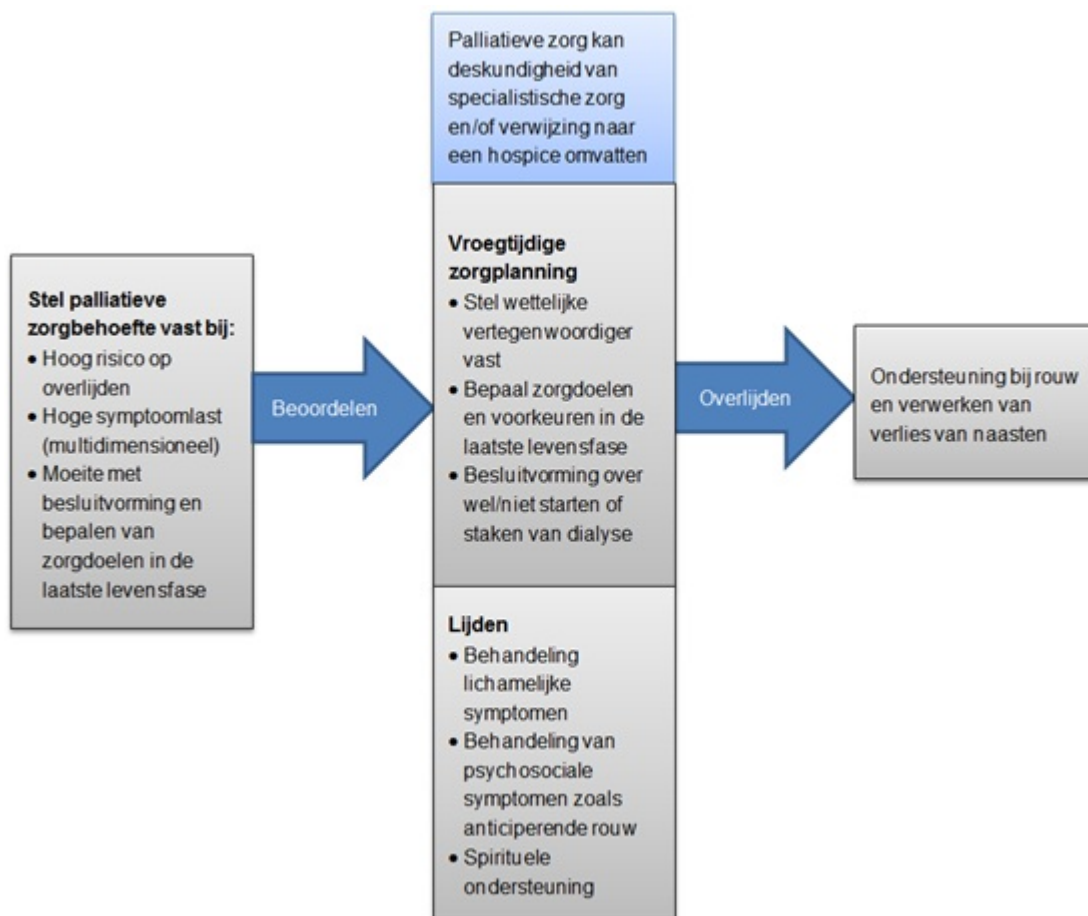 Stel palliatieve
zorgbehoefte vast bij:
• Hoog risico op
overlijden
• Hoge symptoomlast
(multidimensioneel)
• Moeite met
besluitvorming en
bepalen van
zorgdoelen in de
laatste levensfase
Beoordelen
Palliatieve zorg kan
deskundigheid van
specialistische zorg
en/of verwijzing naar
een hospice omvatten
Vroegtijdige
zorgplanning
• Stel wettelijke
vertegenwoordiger
vast
• Bepaal zorgdoelen
en voorkeuren in de
laatste levensfase
• Besluitvorming over
wel/niet starten of
staken van dialyse
Lijden
• Behandeling
lichamelijke
symptomen
• Behandeling van
psychosociale
symptomen zoals
anticiperende rouw
• Spirituele
ondersteuning
Overlijden
Ondersteuning bij rouw
en verwerken van
verlies van naasten